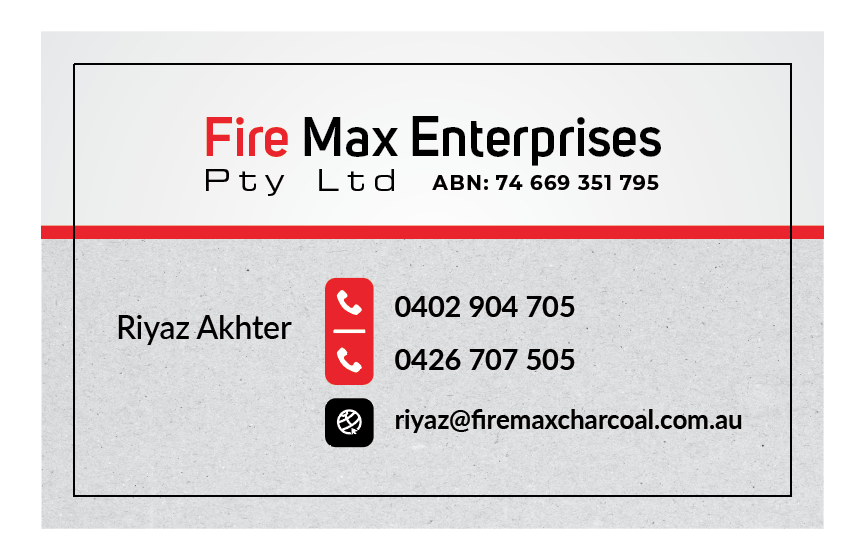 Fire Max Enterprises
Pty Ltd ABN: 74 669 351 795
Riyaz Akhter
0402 904 705
0426 707 505
riyaz@firemaxcharcoal.com.au